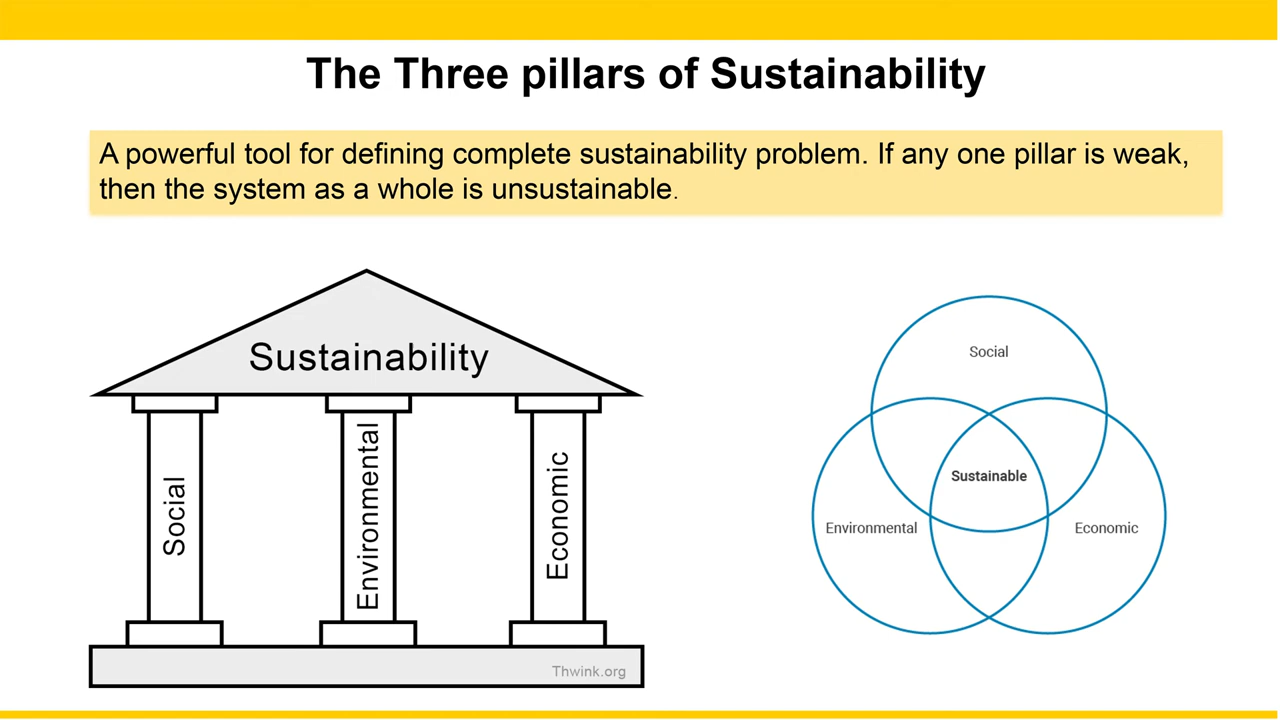 The Three pillars of Sustainability
A powerful tool for defining complete sustainability problem. If any one pillar is weak,
then the system as a whole is unsustainable.
Sustainability
Social
Environmental
Economic
Thwink.org
Social
Sustainable
Environmental
Economic